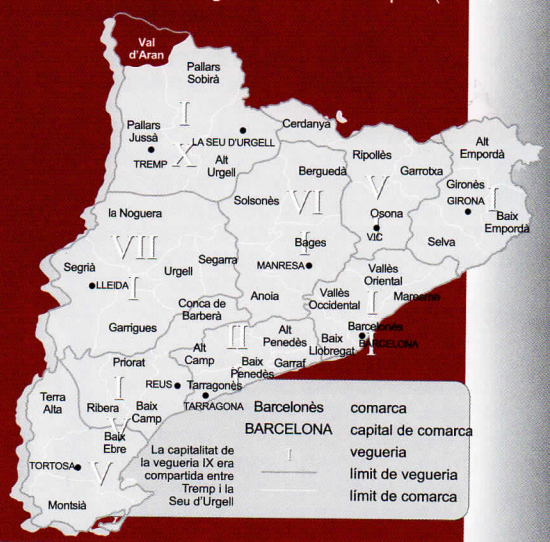 Val
d'Aran
Pallars
Sobirà
I
Pallars
Jussà
TREMP
X
LA SEU D'URGELL
Alt
Urgell
Cerdanya
Ripollès
Garrotxa
Alt
Empordà
Berguedà
Solsonès
VI
V
Gironès
GIRONA
I
Baix
Empordà
Osona
VIC
Selva
la Noguera
VII
Segarra
Segrià
Urgell
LLEIDA
I
I
Bages
MANRESA
Anoia
Vallès
Oriental
Vallès
Occidental
I
Maresme
Conca de
Barberà
Garrigues
II
Alt
Penedès
Baix
Llobregat
Barcelonès
BARCELONA
I
Priorat
Alt
Camp
Baix
Penedès
Garraf
I
REUS
Tarragonès
TARRAGONA
Terra
Alta
Ribera
V
Baix
Camp
Baix
Ebre
TORTOSA
V
Montsià
Barcelonès comarca
BARCELONA capital de comarca
I vegueria
límit de vegueria
límit de comarca
La capitalitat de
la vegueria IX era
compartida entre
Tremp i la
Seu d'Urgell